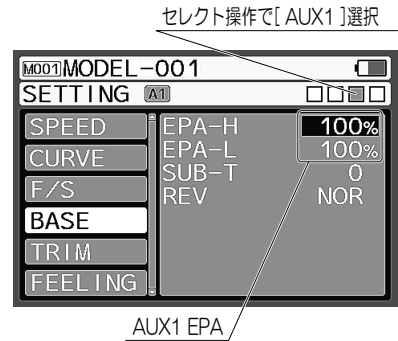 セレクト操作で[ AUX1 ]選択
M001 MODEL-001
SETTING A1
SPEED
CURVE
F/S
BASE
TRIM
FEELING
EPA-H 100%
EPA-L 100%
SUB-T 0
REV NOR
AUX1 EPA